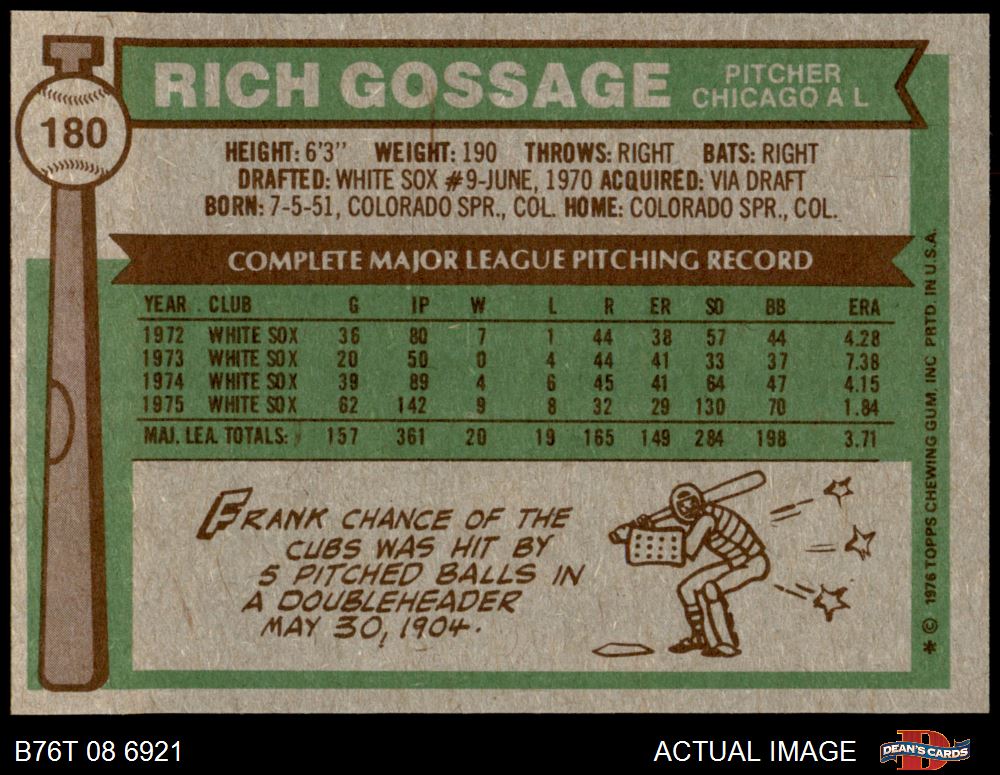 180
RICH GOSSAGE
PITCHER
CHICAGO A L
HEIGHT: 6'3" WEIGHT: 190 THROWS: RIGHT BATS: RIGHT
DRAFTED: WHITE SOX #9-JUNE, 1970 ACQUIRED: VIA DRAFT
BORN: 7-5-51, COLORADO SPR., COL. HOME: COLORADO SPR., COL.
COMPLETE MAJOR LEAGUE PITCHING RECORD
YEAR CLUB G IP W L R ER SO BB ERA
1972 WHITE SOX 36 80 7 1 44 38 57 44 4.28
1973 WHITE SOX 20 50 0 4 44 41 33 37 7.38
1974 WHITE SOX 39 89 4 6 45 41 64 47 4.15
1975 WHITE SOX 62 142 9 8 32 29 130 70 1.84
MAJ. LEA. TOTALS: 157 361 20 19 165 149 284 198 3.71
FRANK CHANCE OF THE
CUBS WAS HIT BY
5 PITCHED BALLS IN
A DOUBLEHEADER
MAY 30, 1904.
* © 1976 TOPPS CHEWING GUM, INC. PRTD. IN U.S.A.
B76T 08 6921
ACTUAL IMAGE
D
DEAN'S CARDS